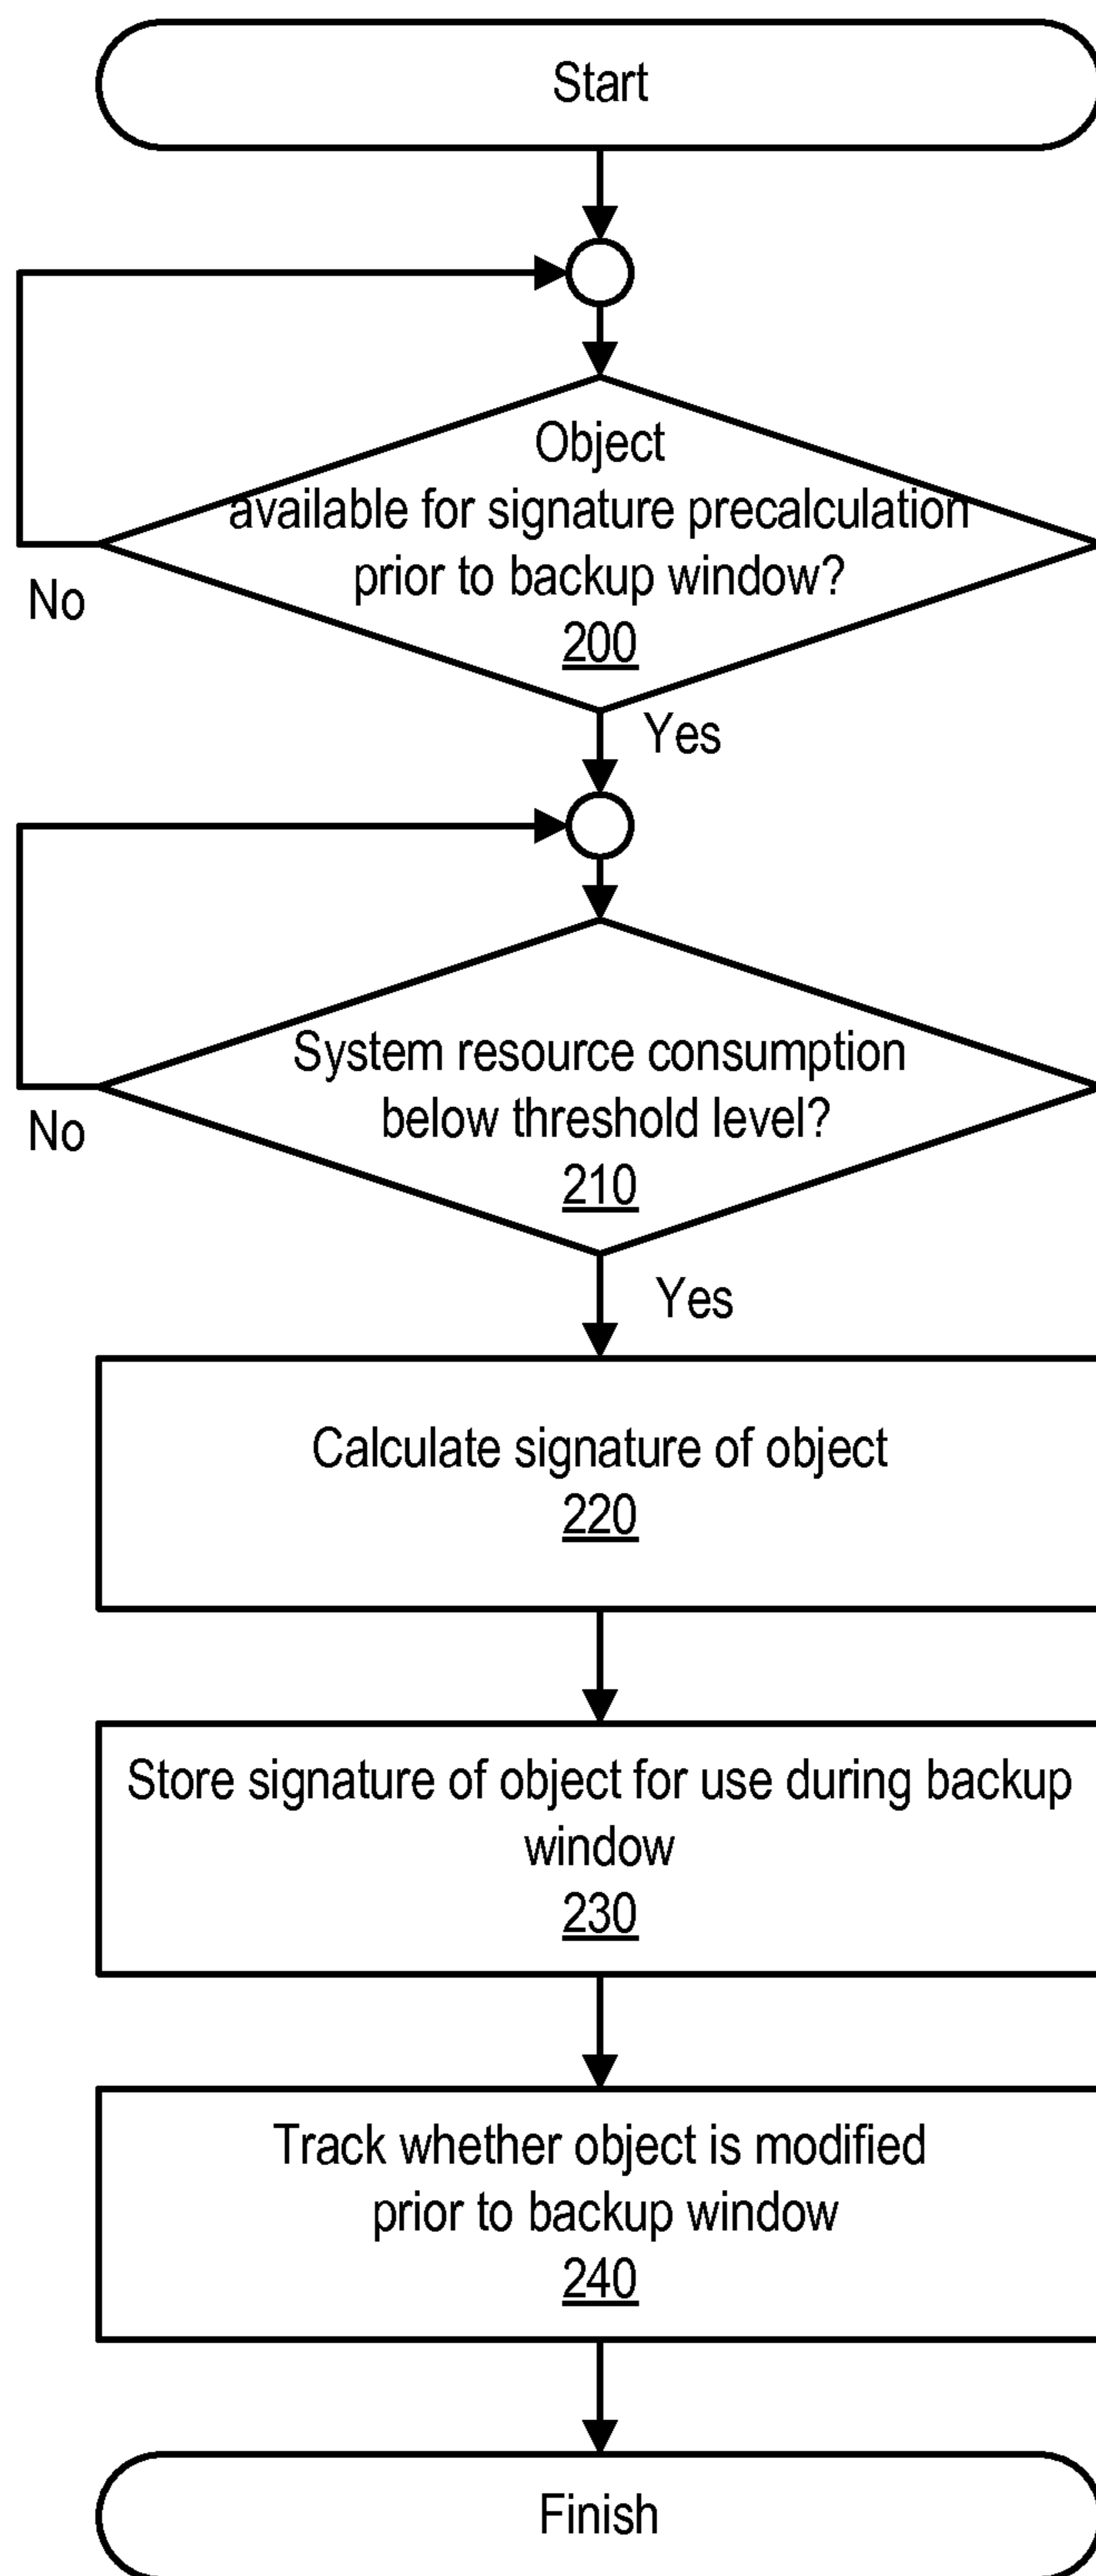 Start
Object
available for signature precalculation
prior to backup window?
200
No
Yes
System resource consumption
below threshold level?
210
No
Yes
Calculate signature of object
220
Store signature of object for use during backup
window
230
Track whether object is modified
prior to backup window
240
Finish